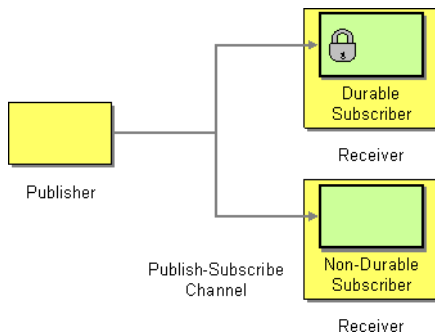 Durable
Subscriber
Receiver
Publisher
Publish-Subscribe
Channel
Non-Durable
Subscriber
Receiver